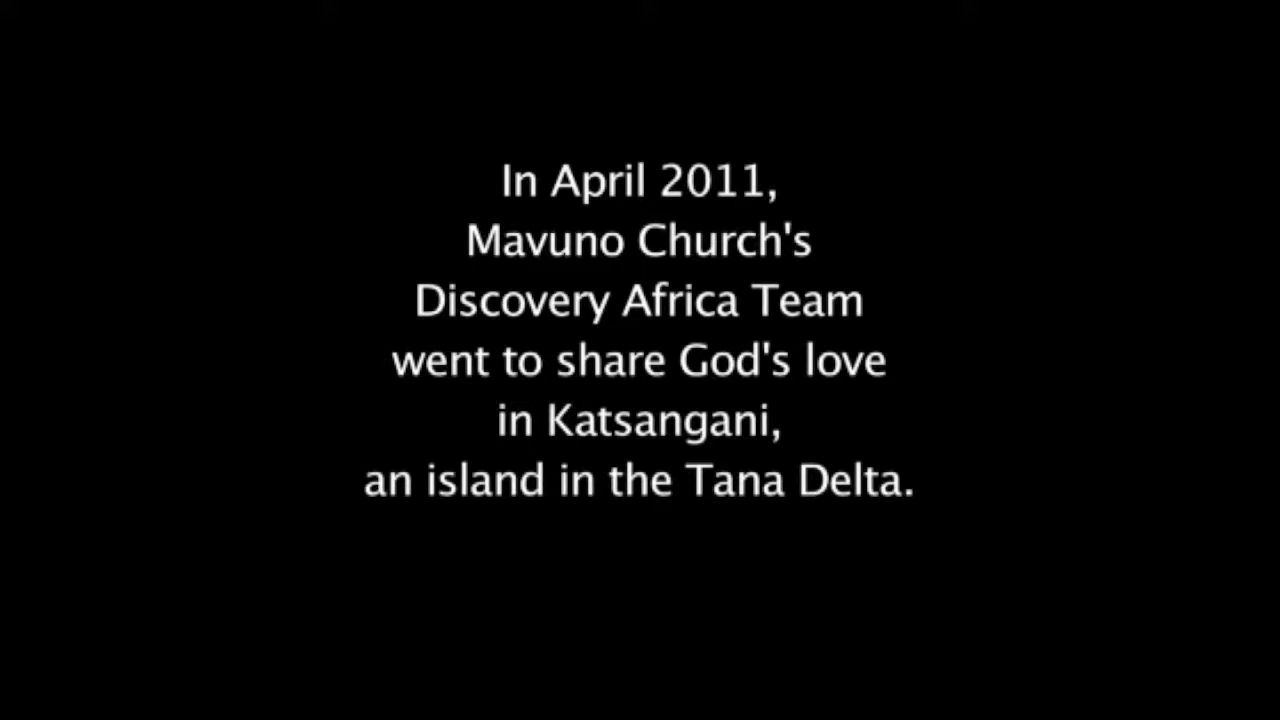 In April 2011,
Mavuno Church's
Discovery Africa Team
went to share God's love
in Katsangani,
an island in the Tana Delta.